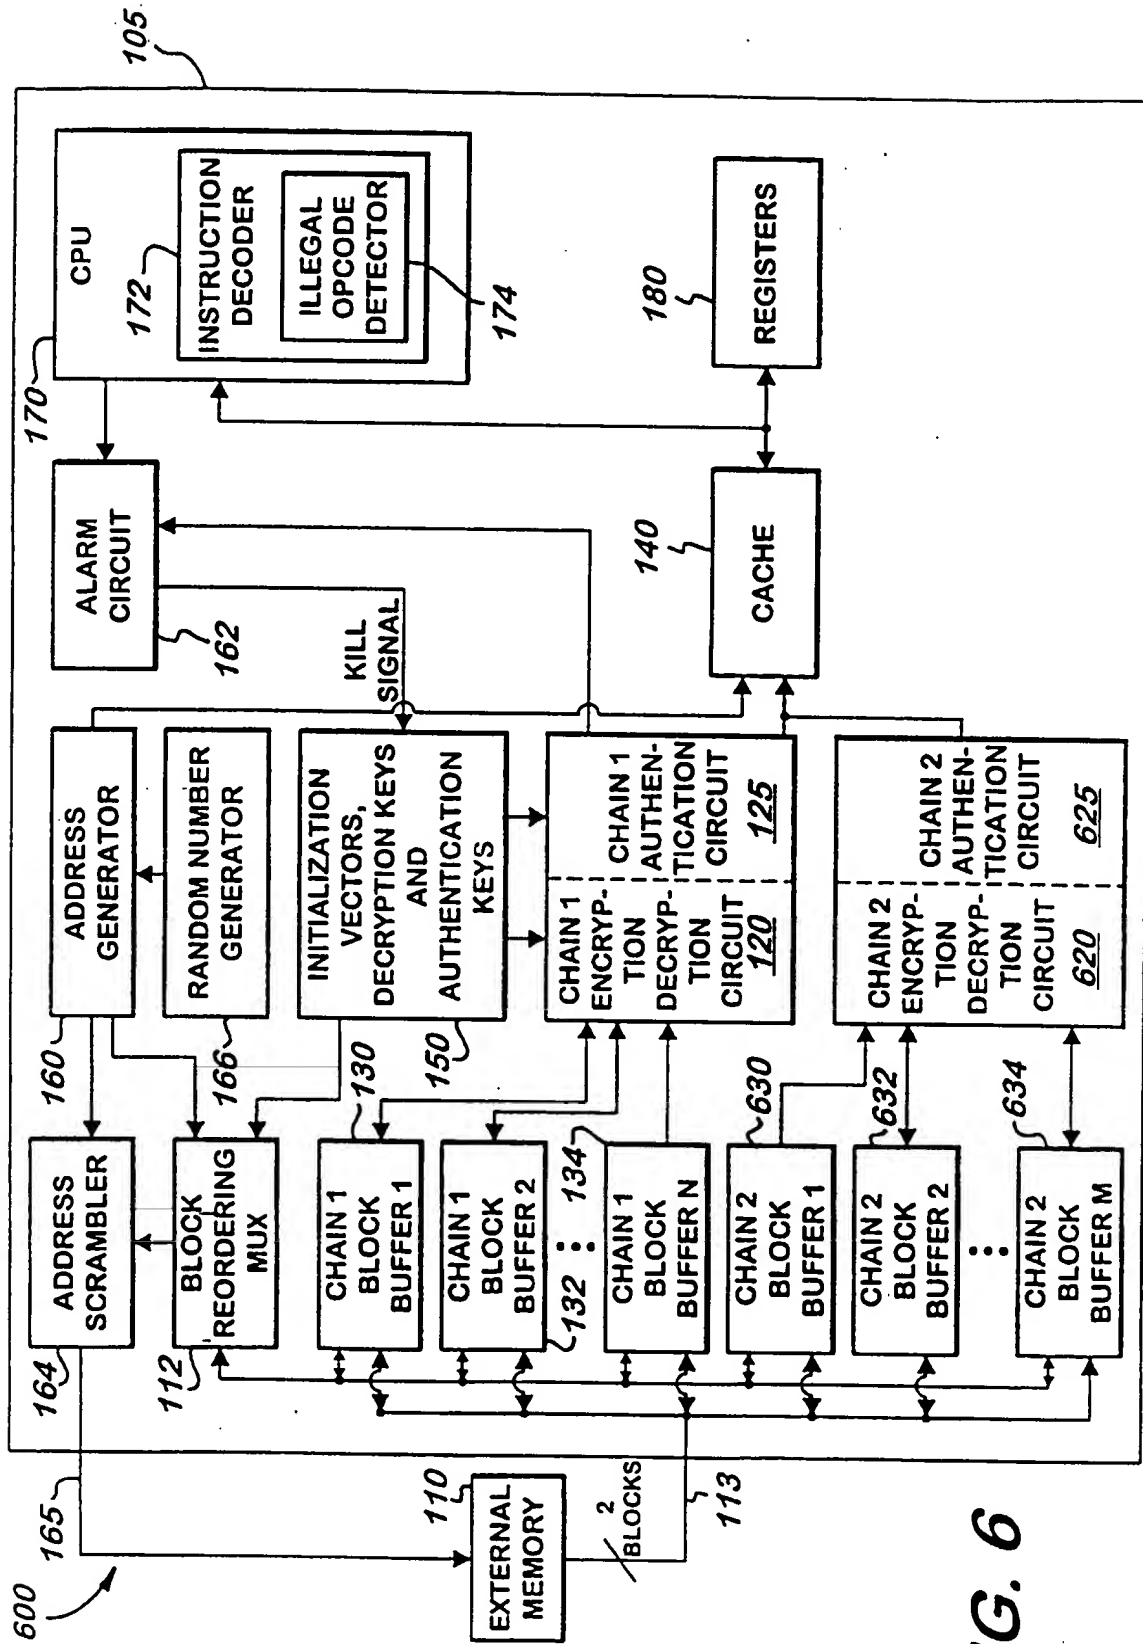 600
165
164
ADDRESS
SCRAMBLER
160
ADDRESS
GENERATOR
ALARM
CIRCUIT
162
170
CPU
172
INSTRUCTION
DECODER
ILLEGAL
OPCODE
DETECTOR
174
105
112
BLOCK
REORDERING
MUX
166
RANDOM NUMBER
GENERATOR
KILL
SIGNAL
INITIALIZATION
VECTORS,
DECRYPTION KEYS
AND
AUTHENTICATION
KEYS
150
130
CHAIN 1
BLOCK
BUFFER 1
CHAIN 1
BLOCK
BUFFER 2
132
134
CHAIN 1
BLOCK
BUFFER N
CHAIN 1
ENCRYP-
TION
DECRYP-
TION
CIRCUIT
120
CHAIN 1
AUTHEN-
TICATION
CIRCUIT
125
140
CACHE
180
REGISTERS
110
EXTERNAL
MEMORY
2
BLOCKS
113
630
CHAIN 2
BLOCK
BUFFER 1
632
CHAIN 2
BLOCK
BUFFER 2
634
CHAIN 2
BLOCK
BUFFER M
CHAIN 2
ENCRYP-
TION
DECRYP-
TION
CIRCUIT
620
CHAIN 2
AUTHEN-
TICATION
CIRCUIT
625
IG. 6